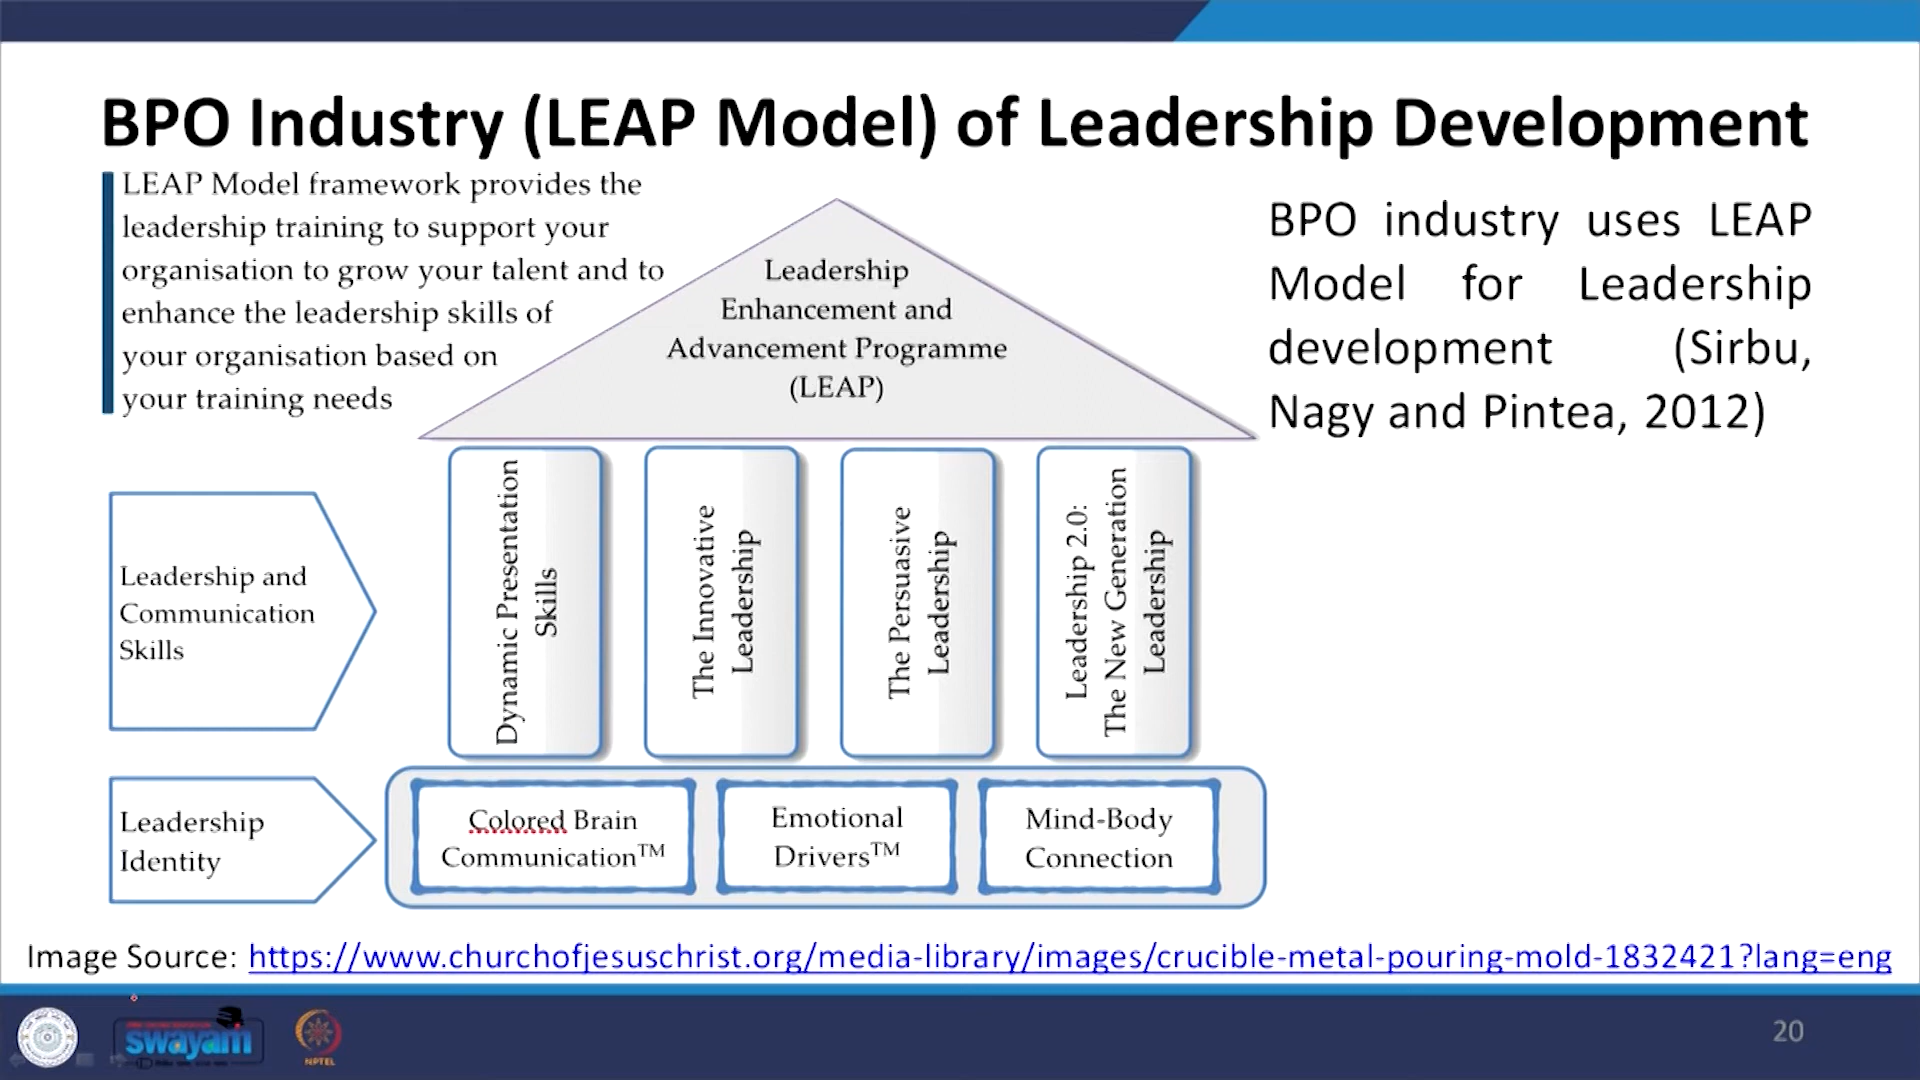 BPO Industry (LEAP Model) of Leadership Development
LEAP Model framework provides the
leadership training to support your
organisation to grow your talent and to
enhance the leadership skills of
your organisation based on
your training needs
Leadership
Enhancement and
Advancement Programme
(LEAP)
BPO industry uses LEAP
Model for Leadership
development (Sirbu,
Nagy and Pintea, 2012)
Leadership and
Communication
Skills
Dynamic Presentation
Skills
The Innovative
Leadership
The Persuasive
Leadership
Leadership 2.0:
The New Generation
Leadership
Leadership
Identity
Colored Brain
Communication™
Emotional
Drivers™
Mind-Body
Connection
Image Source: https://www.churchofjesuschrist.org/media-library/images/crucible-metal-pouring-mold-1832421?lang=eng
swayam
NPTEL
20